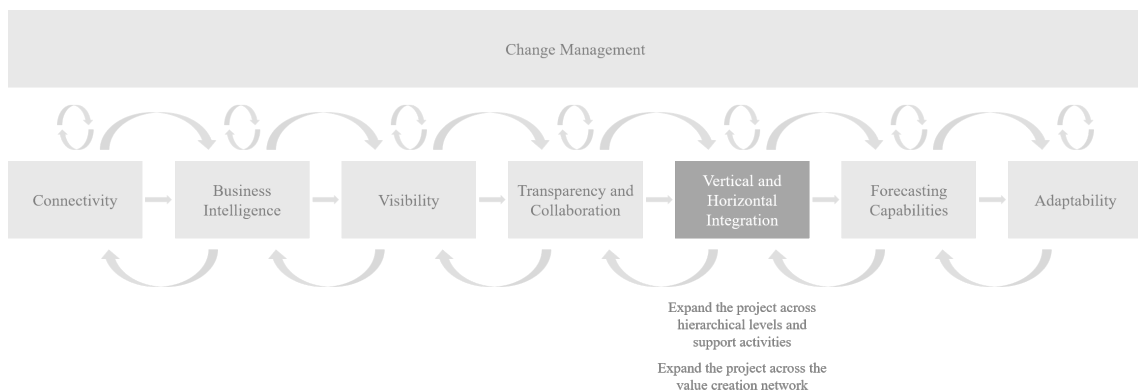 Change Management
Connectivity
Business
Intelligence
Visibility
Transparency and
Collaboration
Vertical and
Horizontal
Integration
Forecasting
Capabilities
Adaptability
Expand the project across
hierarchical levels and
support activities
Expand the project across the
value creation network